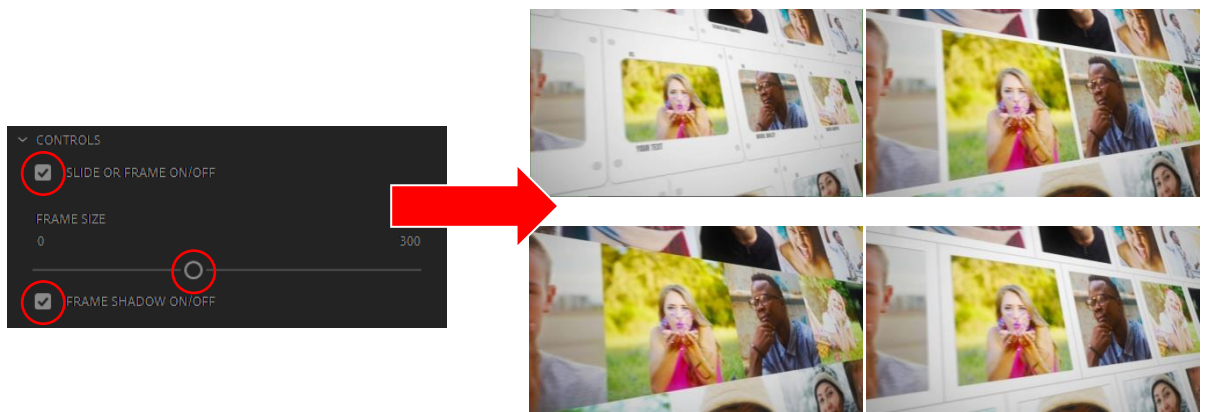 CONTROLS
SLIDE OR FRAME ON/OFF
FRAME SIZE
0
300
FRAME SHADOW ON/OFF
YOUR TEXT